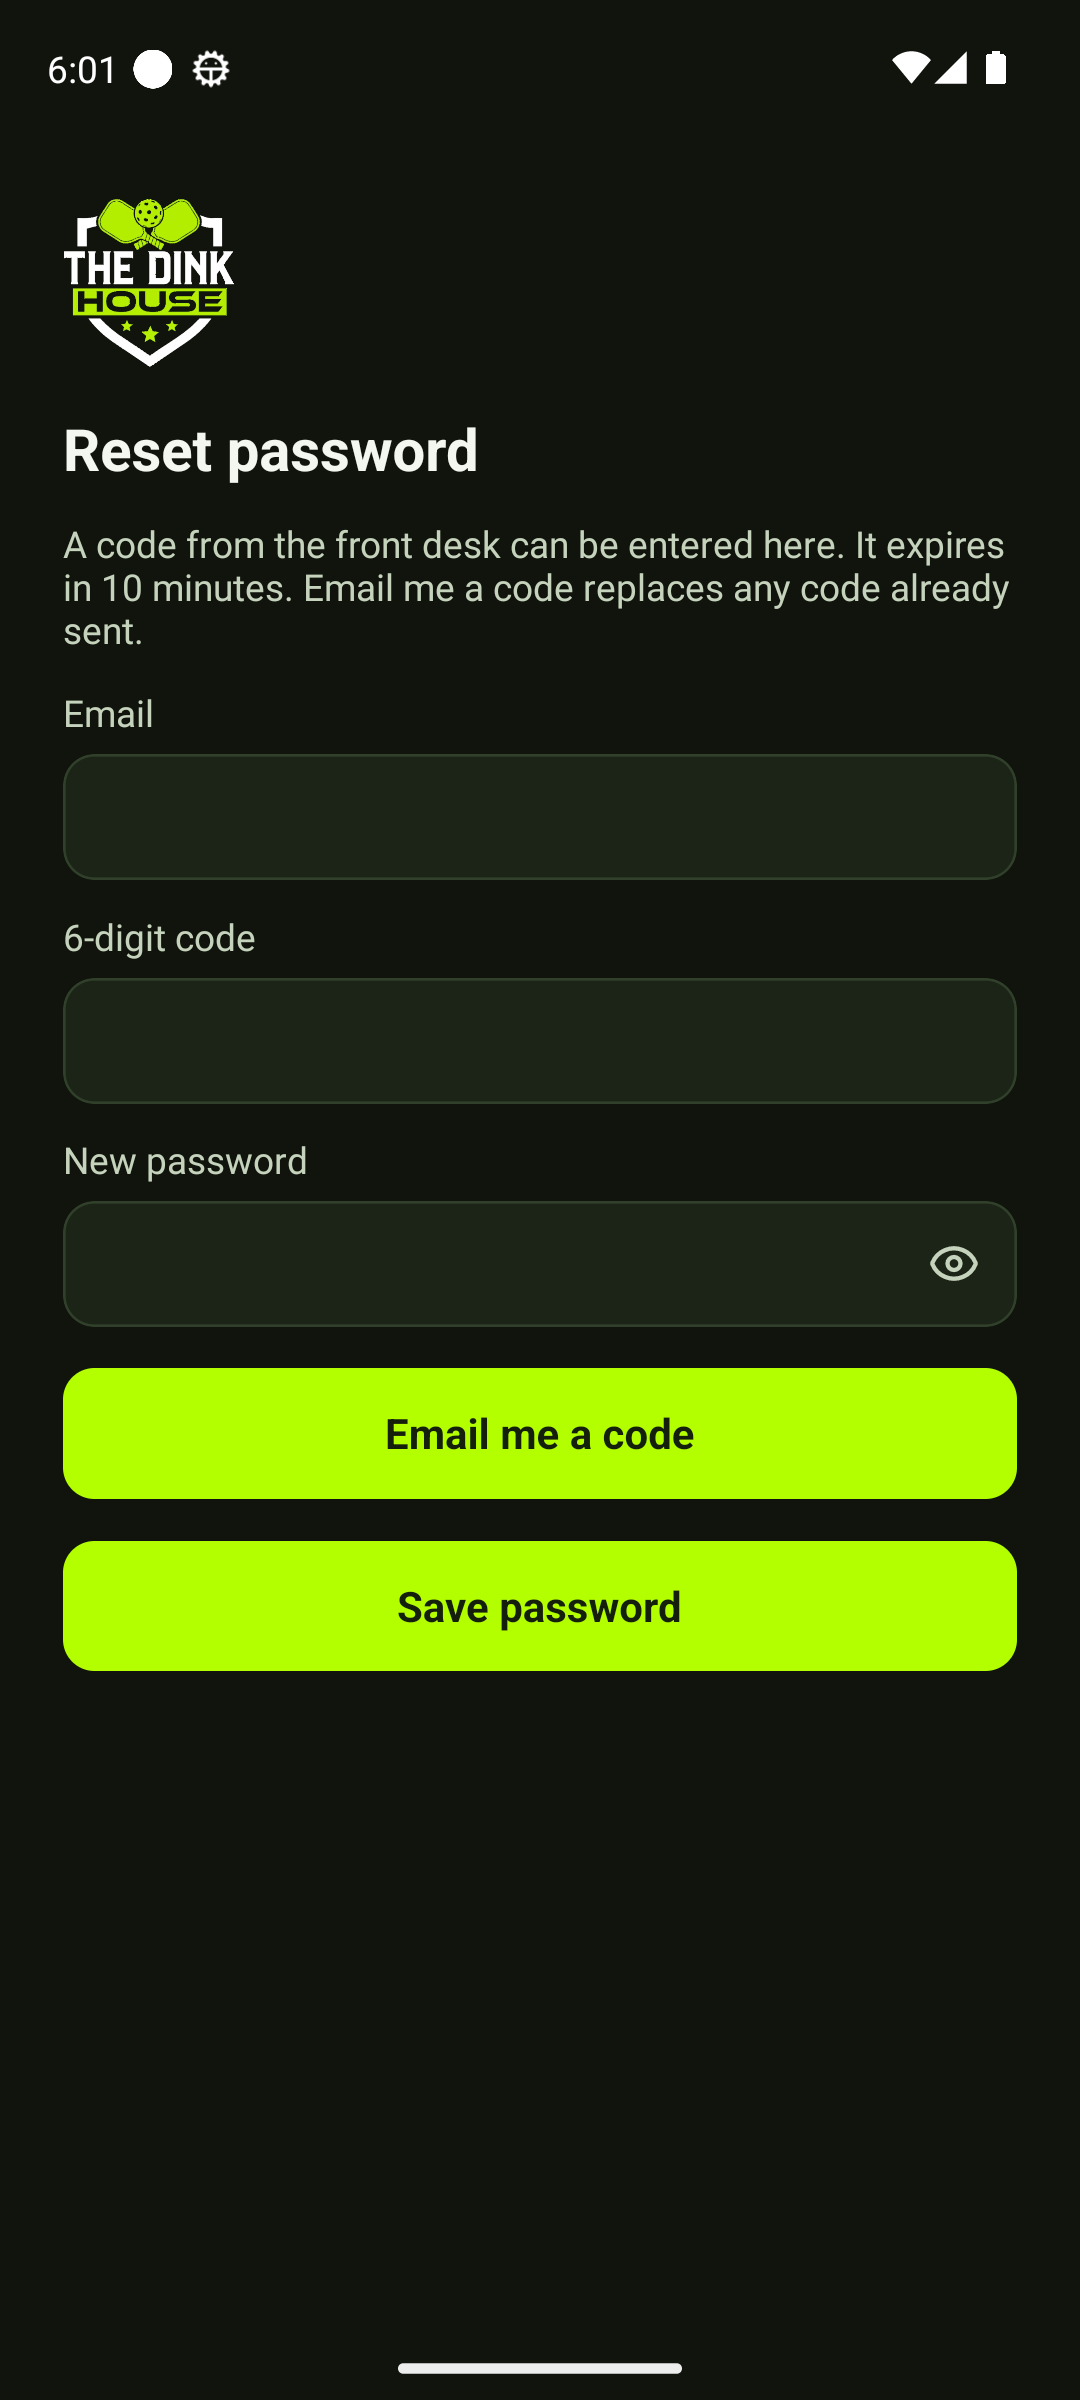 6:01
THE DINK
HOUSE
Reset password
A code from the front desk can be entered here. It expires
in 10 minutes. Email me a code replaces any code already
sent.
Email
6-digit code
New password
Email me a code
Save password